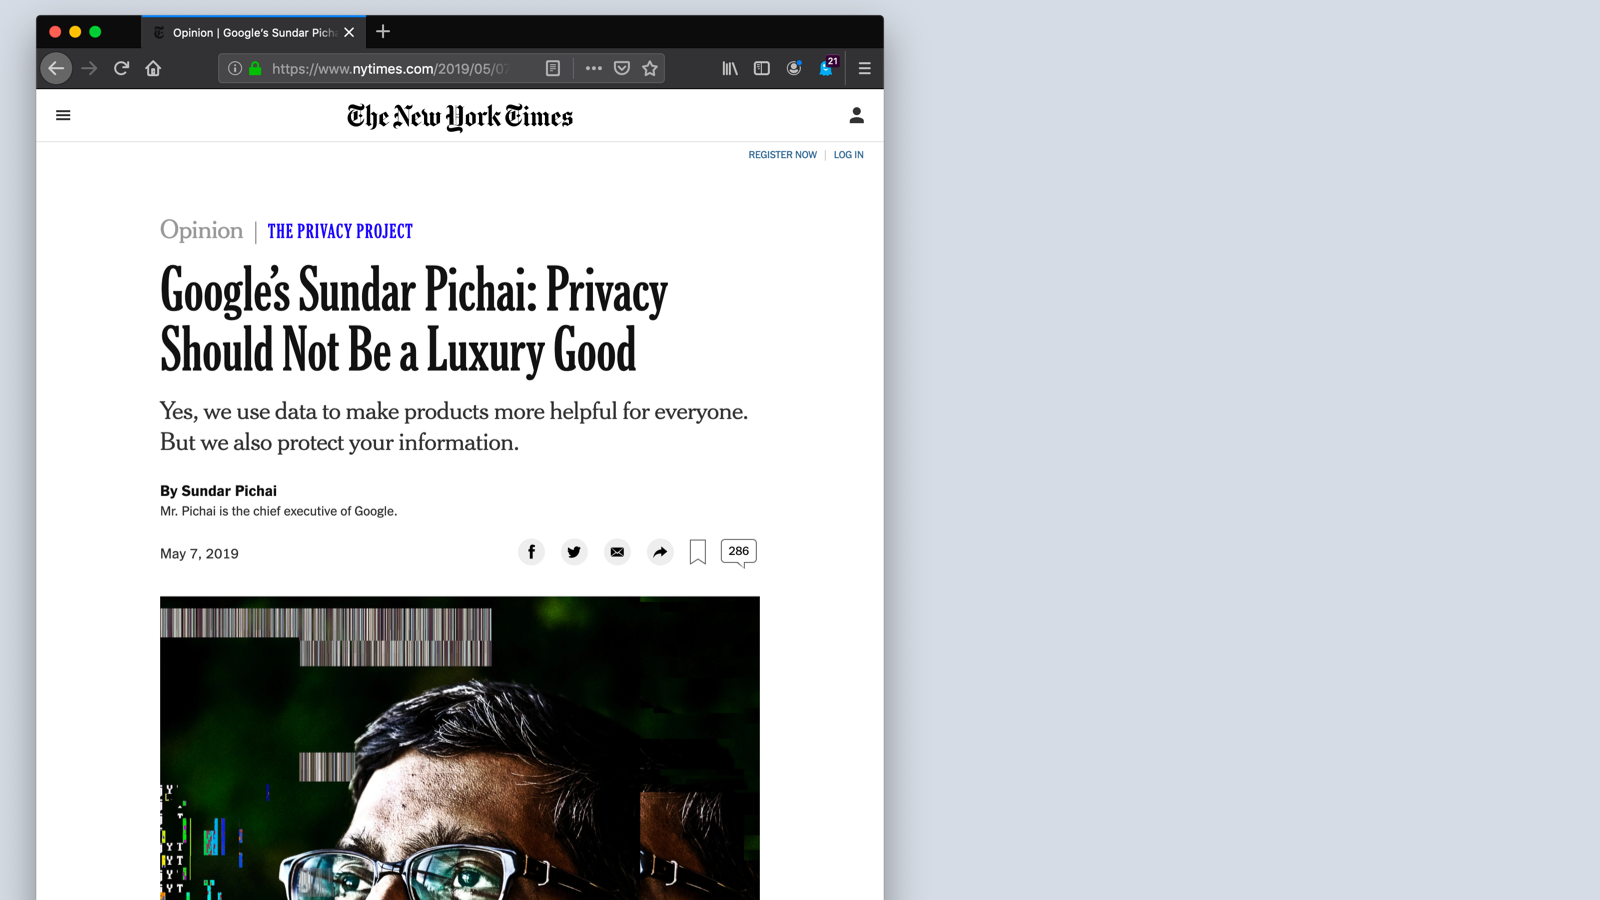 Opinion | Google's Sundar Pich
https://www.nytimes.com/2019/05/07
21
The New York Times
REGISTER NOW | LOG IN
Opinion | THE PRIVACY PROJECT
Google's Sundar Pichai: Privacy
Should Not Be a Luxury Good
Yes, we use data to make products more helpful for everyone.
But we also protect your information.
By Sundar Pichai
Mr. Pichai is the chief executive of Google.
May 7, 2019
286